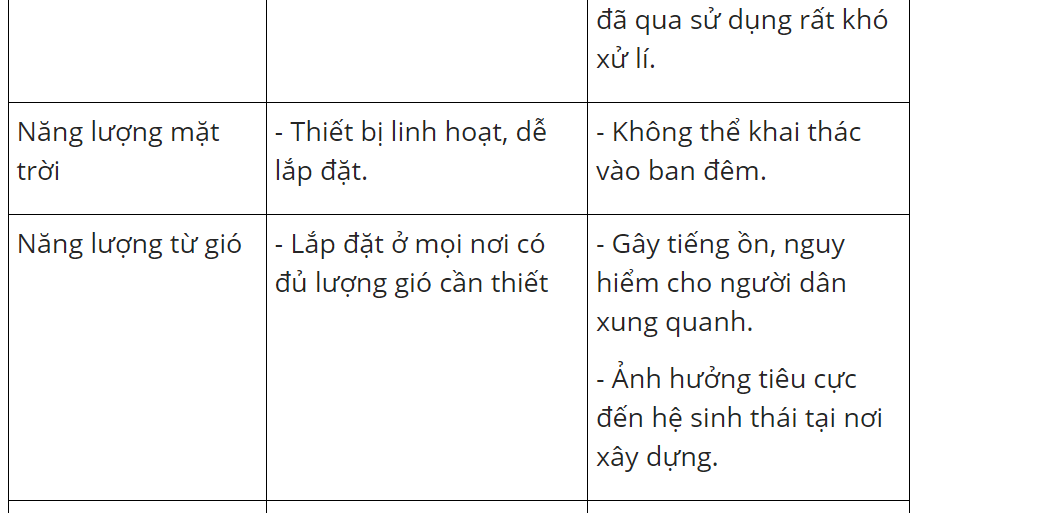 đã qua sử dụng rất khó
xử lí.
Năng lượng mặt
trời
- Thiết bị linh hoạt, dễ
lắp đặt.
- Không thể khai thác
vào ban đêm.
Năng lượng từ gió
- Lắp đặt ở mọi nơi có
đủ lượng gió cần thiết
- Gây tiếng ồn, nguy
hiểm cho người dân
xung quanh.
- Ảnh hưởng tiêu cực
đến hệ sinh thái tại nơi
xây dựng.